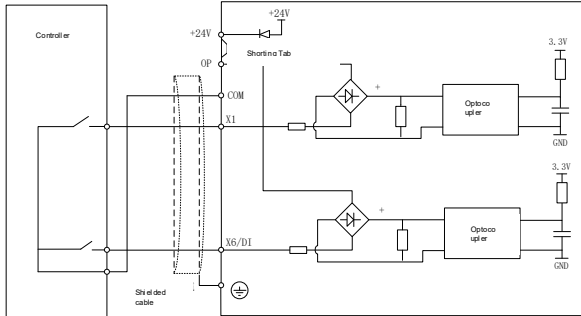 Controller
+24V
+24V
Shorting Tab
OP
COM
X1
+
Optoco
upler
3.3V
GND
X6/DI
+
Optoco
upler
3.3V
GND
Shielded
cable